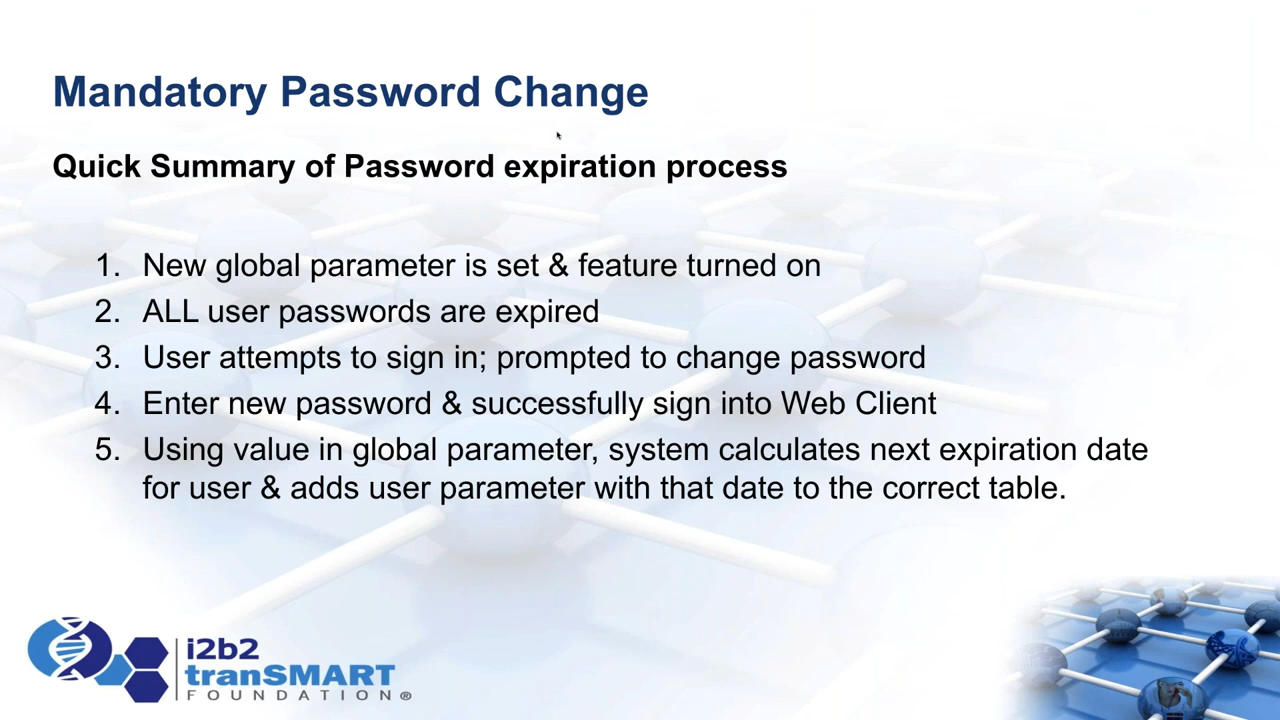 Mandatory Password Change
Quick Summary of Password expiration process
1. New global parameter is set & feature turned on
2. ALL user passwords are expired
3. User attempts to sign in; prompted to change password
4. Enter new password & successfully sign into Web Client
5. Using value in global parameter, system calculates next expiration date
for user & adds user parameter with that date to the correct table.
i2b2
tranSMART
FOUNDATION®